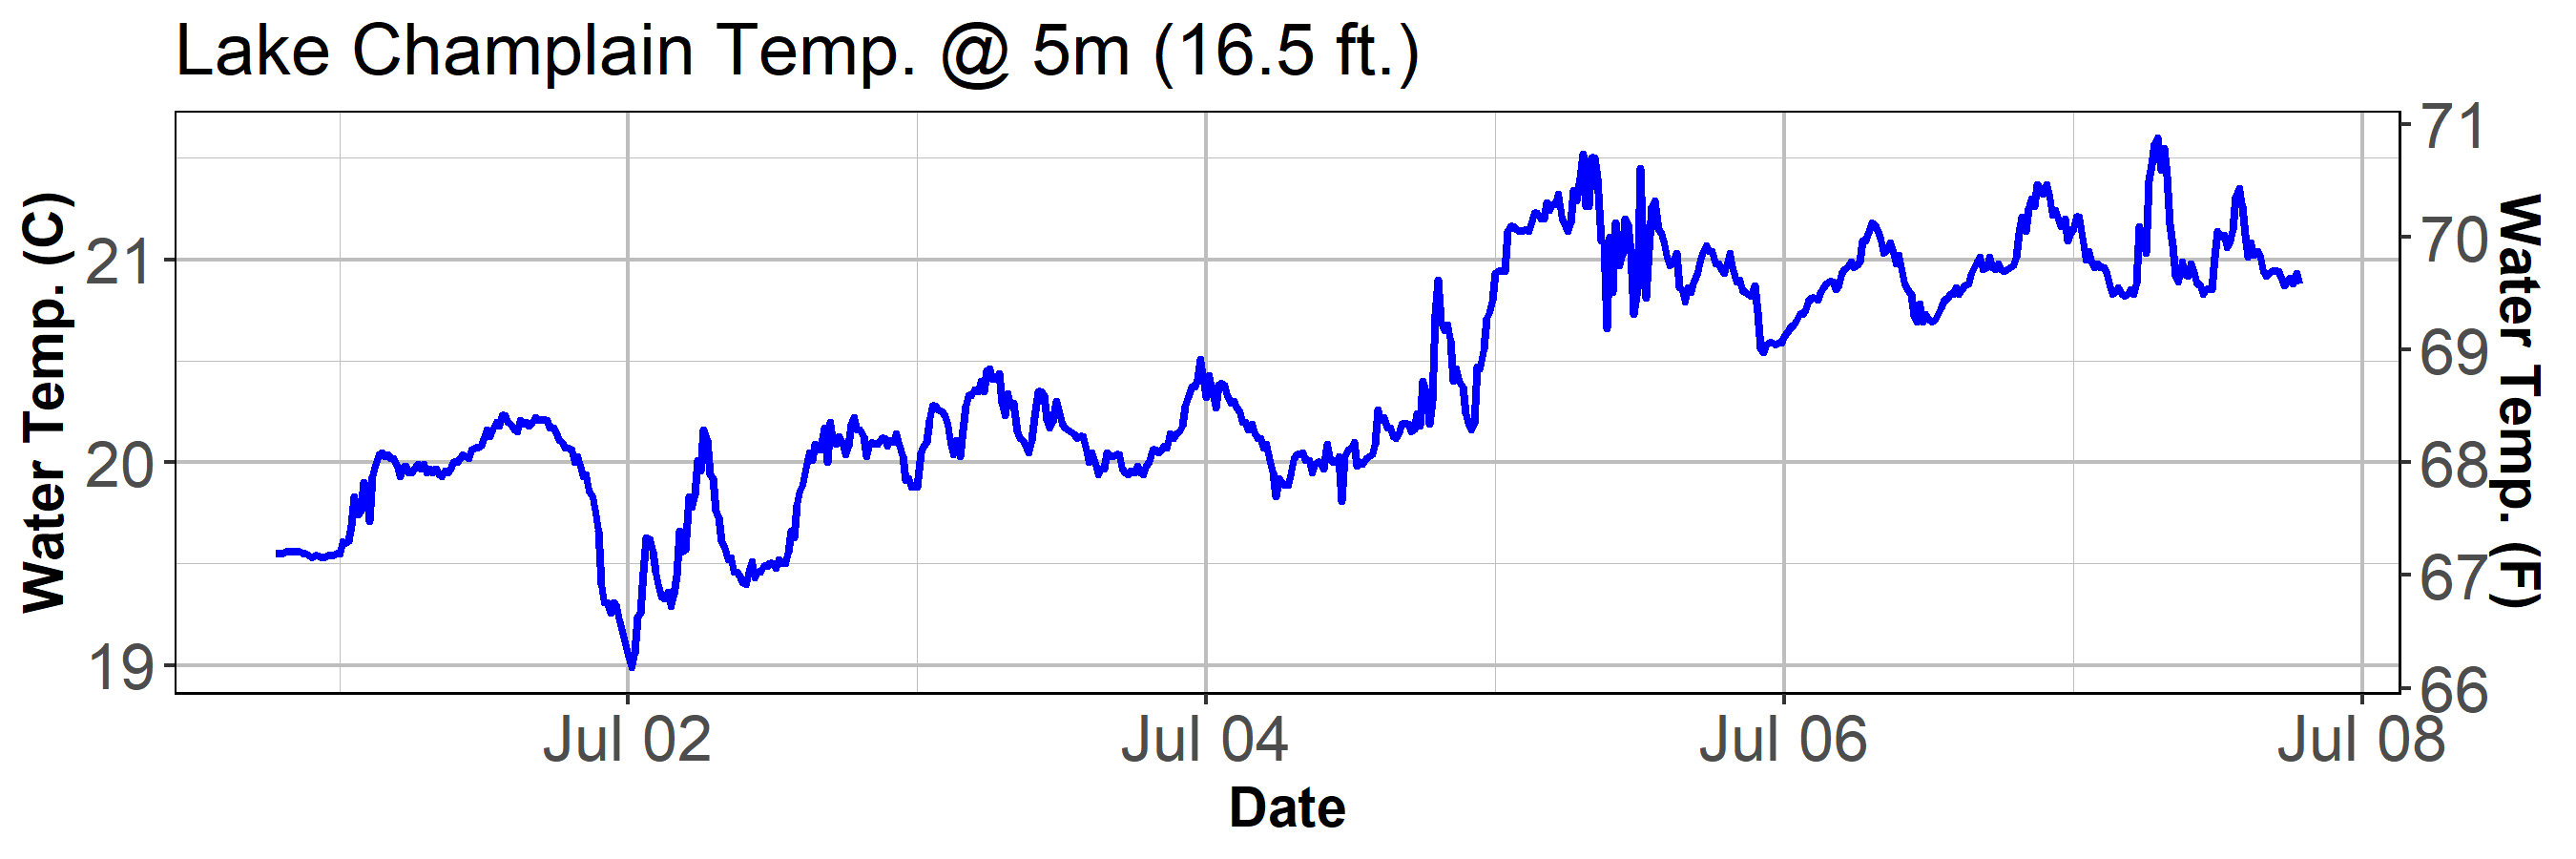 Lake Champlain Temp. @ 5m (16.5 ft.)
Water Temp. (C)
21
20
19
71
70
69
68
67
66
Water Temp. (F)
Jul 02
Jul 04
Jul 06
Jul 08
Date